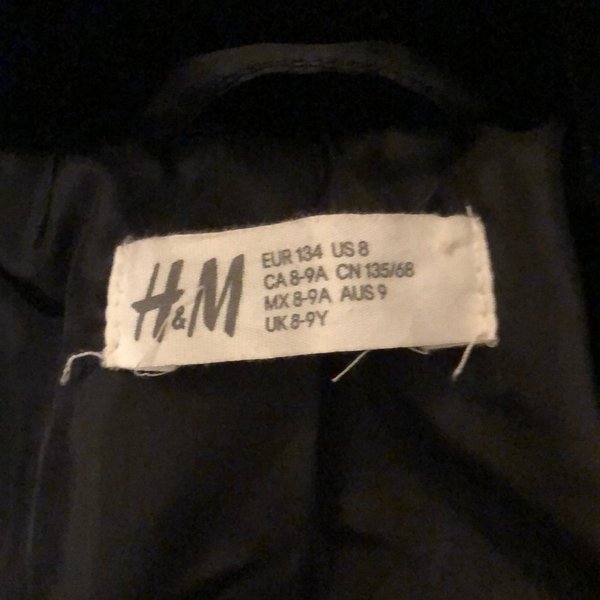 H&M
EUR 134 US 8
CA 8-9A CN 135/68
MX 8-9A AUS 9
UK 8-9Y